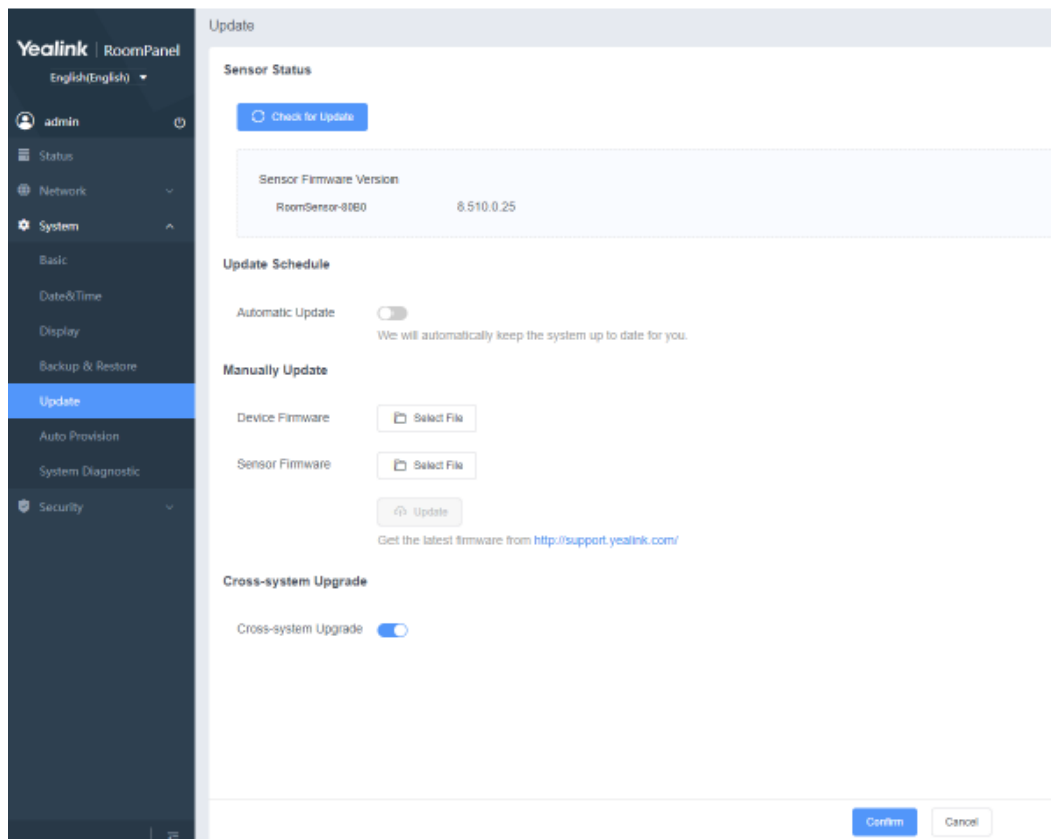 Yealink | RoomPanel
English(English)
admin
Status
Network
System
Basic
Date&Time
Display
Backup & Restore
Update
Auto Provision
System Diagnostic
Security
Update
Sensor Status
Check for Update
Sensor Firmware Version
RoomSensor-80B0 8.510.0.25
Update Schedule
Automatic Update
We will automatically keep the system up to date for you.
Manually Update
Device Firmware Select File
Sensor Firmware Select File
Update
Get the latest firmware from http://support.yealink.com/
Cross-system Upgrade
Cross-system Upgrade
Confirm Cancel